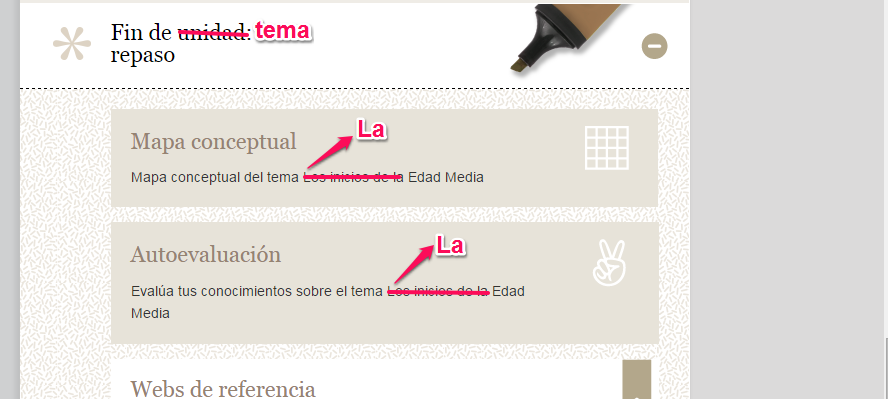 Fin de unidad: tema
repaso
Mapa conceptual
La
Mapa conceptual del tema Los inicios de la Edad Media
Autoevaluación
La
Evalúa tus conocimientos sobre el tema Los inicios de la Edad
Media
Webs de referencia